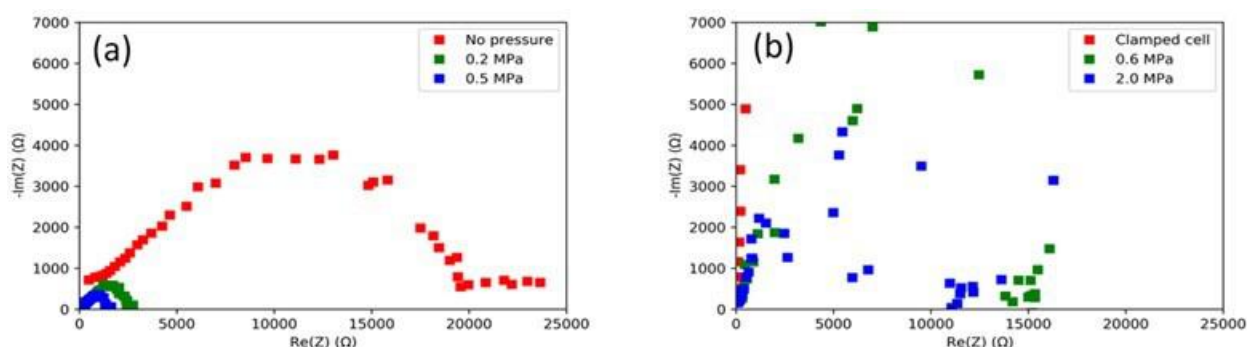 (a)
No pressure
0.2 MPa
0.5 MPa
7000
6000
5000
4000
3000
2000
1000
0
-Im(Z) (Ω)
0 5000 10000 15000 20000 25000
Re(Z) (Ω)
(b)
Clamped cell
0.6 MPa
2.0 MPa
7000
6000
5000
4000
3000
2000
1000
0
-Im(Z) (Ω)
0 5000 10000 15000 20000 25000
Re(Z) (Ω)